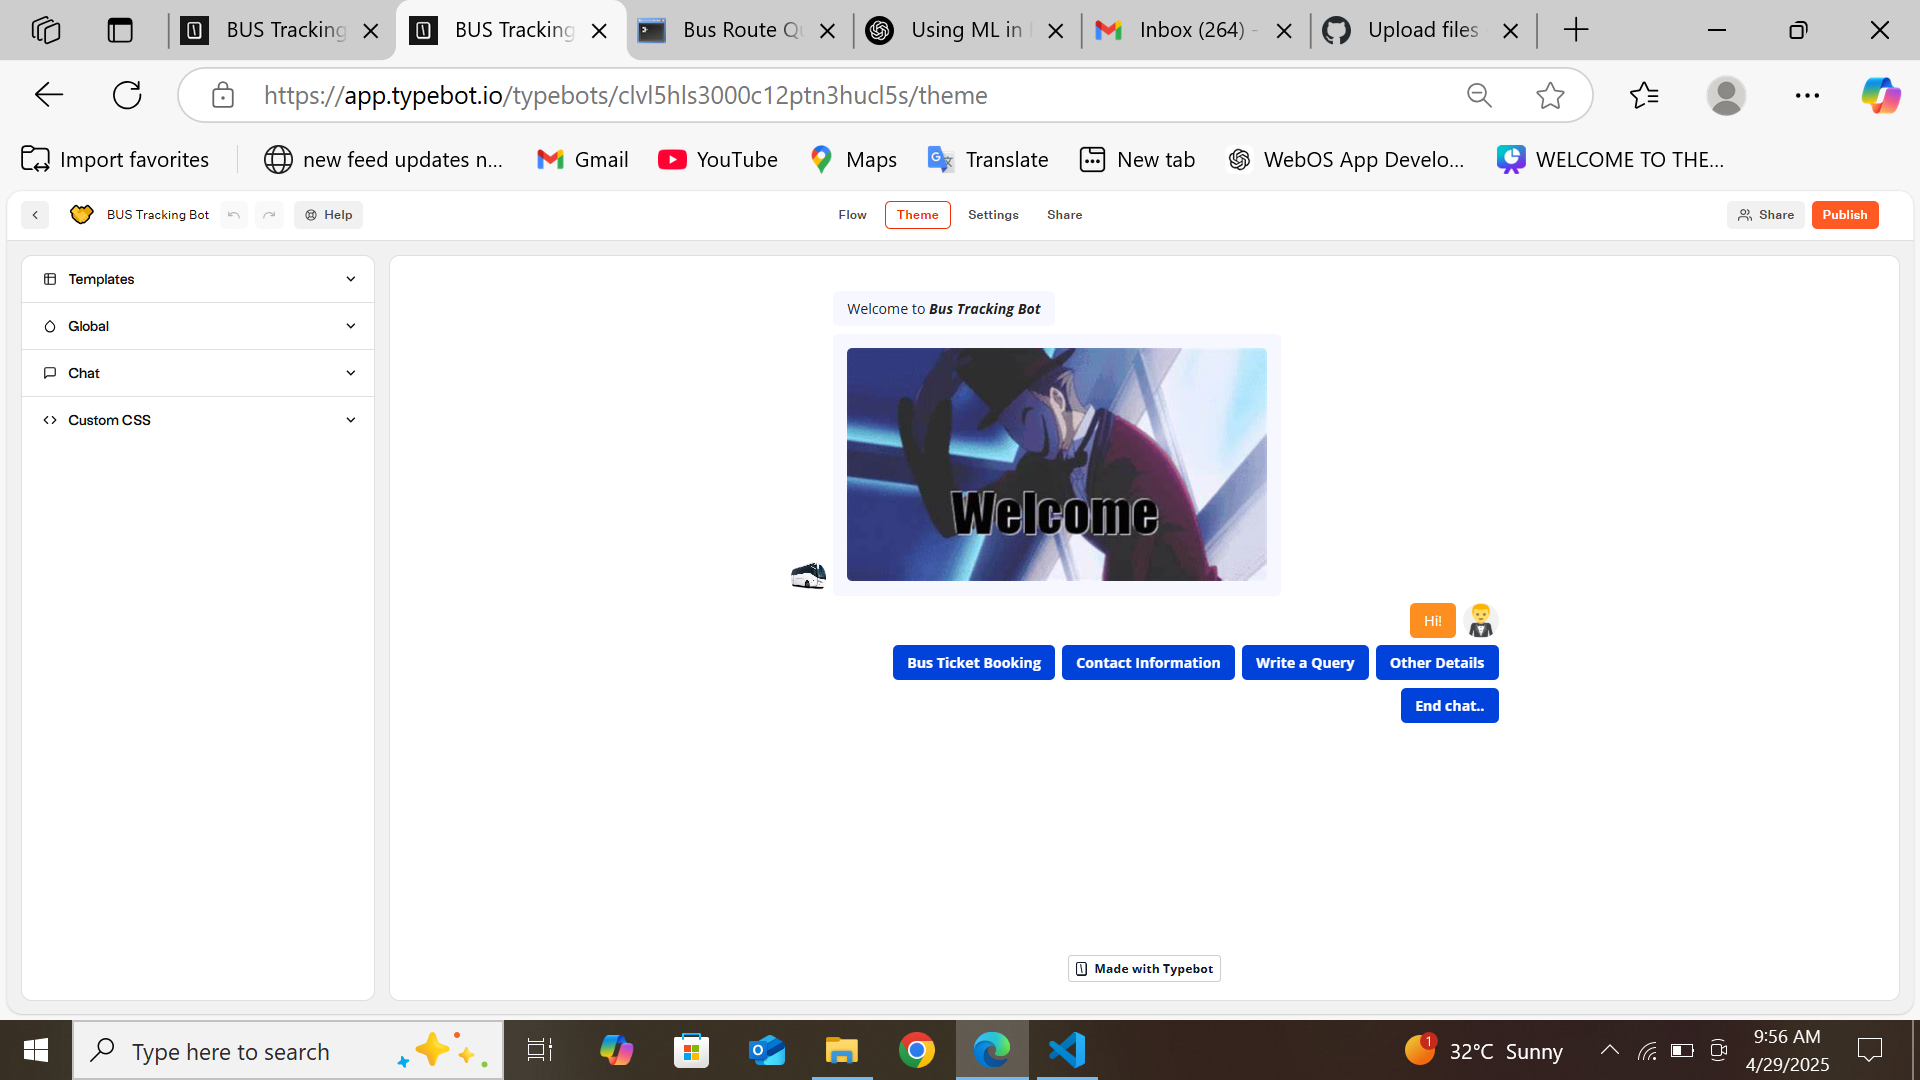 BUS Tracking
BUS Tracking
Bus Route Qu
Using ML in
Inbox (264) -
Upload files
https://app.typebot.io/typebots/clvl5hls3000c12ptn3hucl5s/theme
Import favorites
new feed updates n...
Gmail
YouTube
Maps
Translate
New tab
WebOS App Develo...
WELCOME TO THE...
BUS Tracking Bot
Help
Flow
Theme
Settings
Share
Share
Publish
Templates
Global
Chat
Custom CSS
Welcome to Bus Tracking Bot
Welcome
Hi!
Bus Ticket Booking
Contact Information
Write a Query
Other Details
End chat..
Made with Typebot
Type here to search
1
32°C Sunny
9:56 AM
4/29/2025